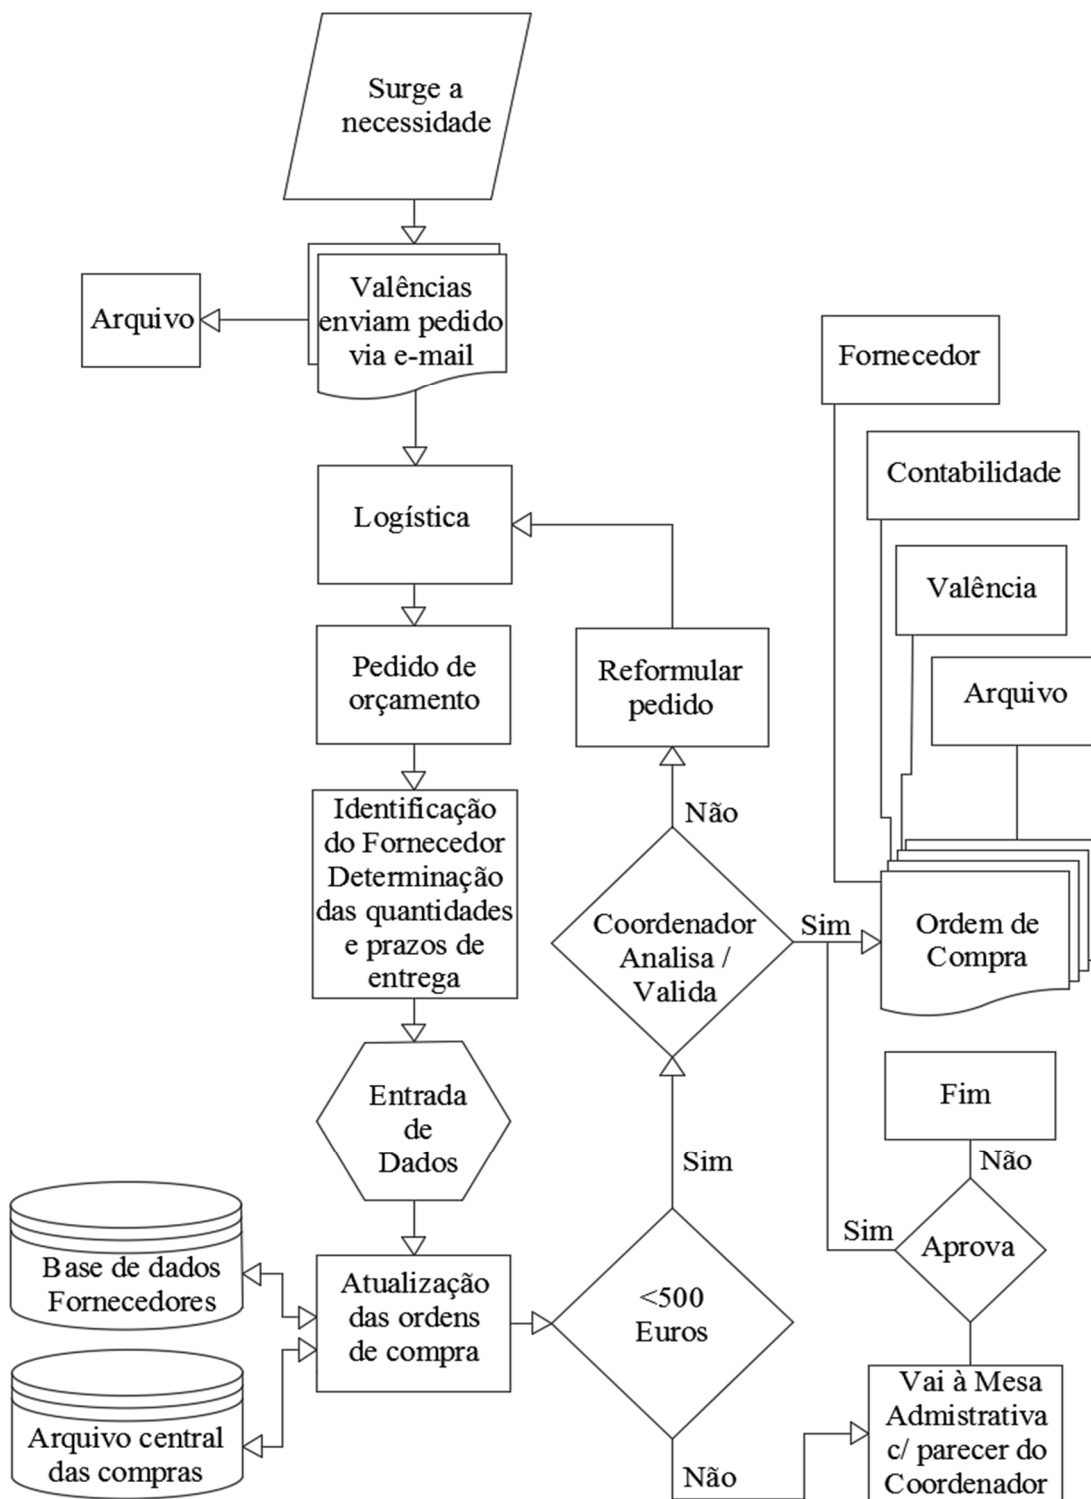 Surge a
necessidade
Valências
enviam pedido
via e-mail
Arquivo
Logística
Pedido de
orçamento
Identificação
do Fornecedor
Determinação
das quantidades
e prazos de
entrega
Entrada
de
Dados
Atualização
das ordens
de compra
Base de dados
Fornecedores
Arquivo central
das compras
<500
Euros
Sim
Não
Coordenador
Analisa /
Valida
Não
Reformular
pedido
Sim
Ordem de
Compra
Fornecedor
Contabilidade
Valência
Arquivo
Fim
Não
Sim
Aprova
Vai à Mesa
Admistrativa
c/ parecer do
Coordenador